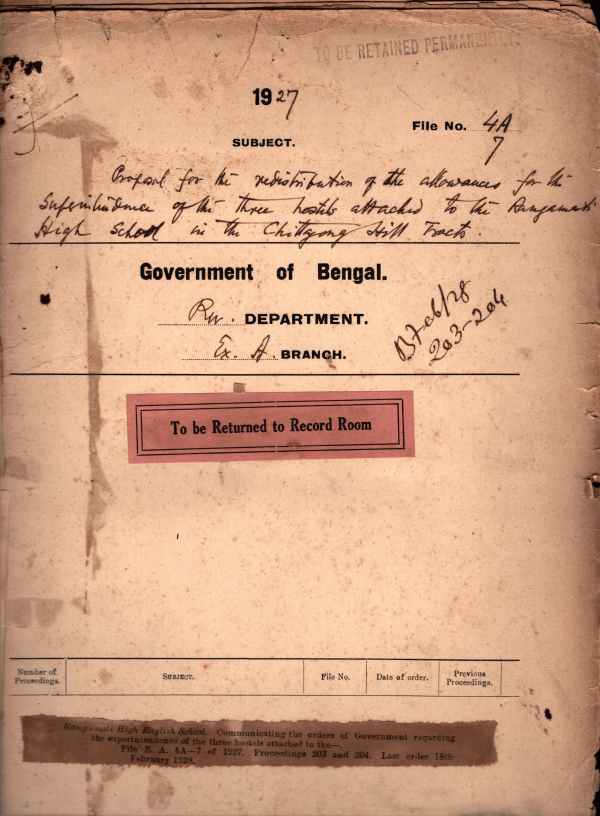 TO BE RETAINED PERMANENTLY.
1927
File No. 4A
7
SUBJECT.
Proposal for the redistribution of the allowances for the
Superintendence of the three hostels attached to the Rangamati
High School in the Chittagong Hill Tracts.
Government of Bengal.
Rev. DEPARTMENT.
Ex. A. BRANCH.
B Feb/28
203-204
To be Returned to Record Room
Number of Proceedings.
SUBJECT.
File No.
Date of order.
Previous Proceedings.
Rangamati High English School. Communicating the orders of Government regarding
the superintendence of the three hostels attached to the—.
File E. A. 4A—7 of 1927. Proceedings 203 and 204. Last order 18th
February 1928.